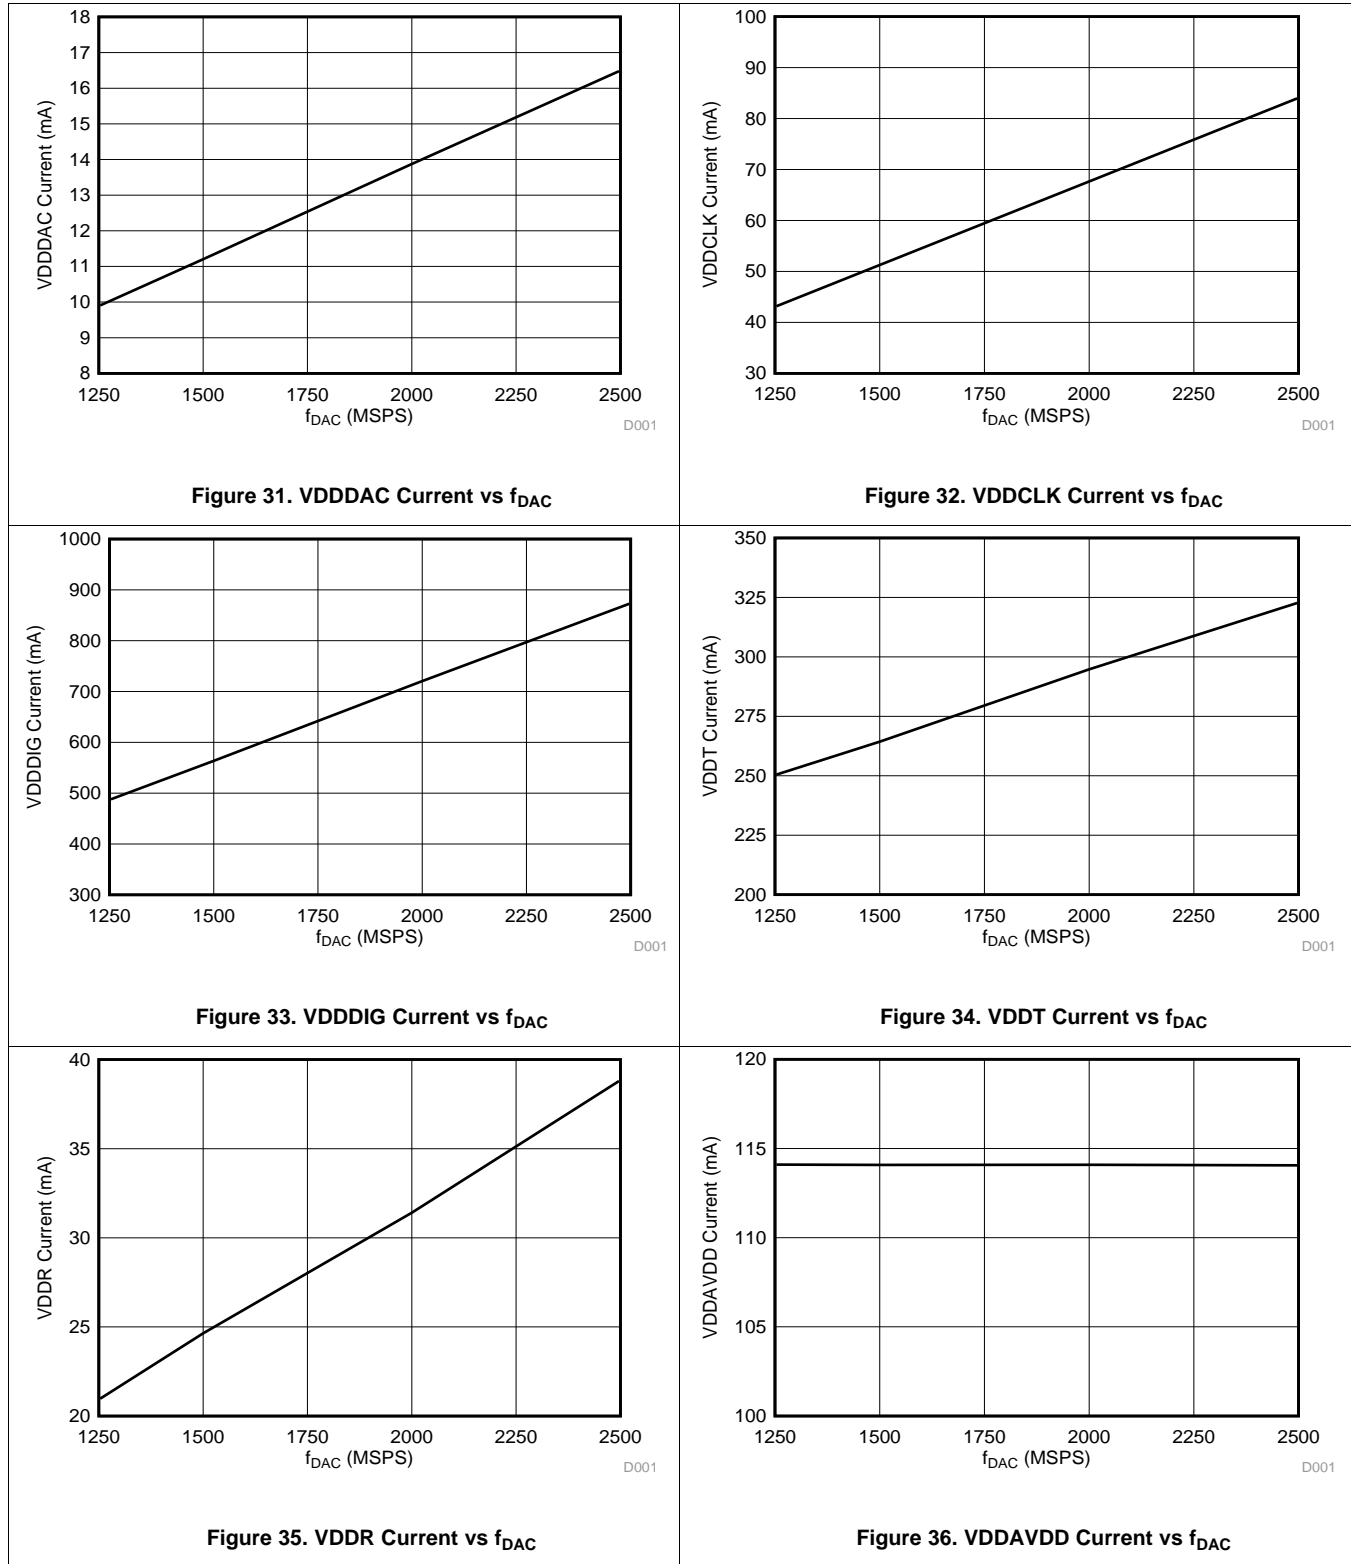 18
17
16
15
14
13
12
11
10
9
8
VDDDAC Current (mA)
1250 1500 1750 2000 2250 2500
fDAC (MSPS)
D001
Figure 31. VDDDAC Current vs fDAC
100
90
80
70
60
50
40
30
VDDCLK Current (mA)
1250 1500 1750 2000 2250 2500
fDAC (MSPS)
D001
Figure 32. VDDCLK Current vs fDAC
1000
900
800
700
600
500
400
300
VDDDIG Current (mA)
1250 1500 1750 2000 2250 2500
fDAC (MSPS)
D001
Figure 33. VDDDIG Current vs fDAC
350
325
300
275
250
225
200
VDDT Current (mA)
1250 1500 1750 2000 2250 2500
fDAC (MSPS)
D001
Figure 34. VDDT Current vs fDAC
40
35
30
25
20
VDDR Current (mA)
1250 1500 1750 2000 2250 2500
fDAC (MSPS)
D001
Figure 35. VDDR Current vs fDAC
120
115
110
105
100
VDDAVDD Current (mA)
1250 1500 1750 2000 2250 2500
fDAC (MSPS)
D001
Figure 36. VDDAVDD Current vs fDAC